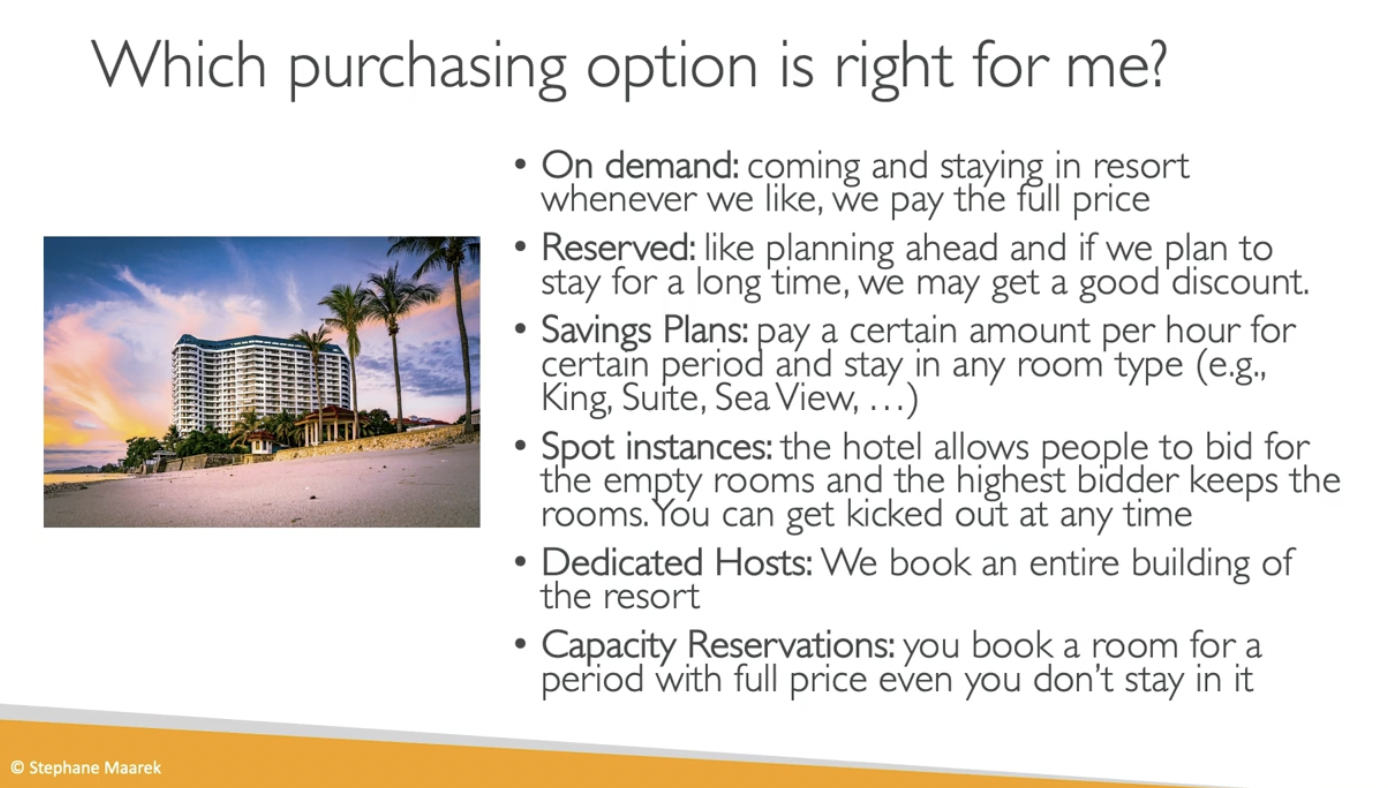 Which purchasing option is right for me?
• On demand: coming and staying in resort
whenever we like, we pay the full price
• Reserved: like planning ahead and if we plan to
stay for a long time, we may get a good discount.
• Savings Plans: pay a certain amount per hour for
certain period and stay in any room type (e.g.,
King, Suite, Sea View, …)
• Spot instances: the hotel allows people to bid for
the empty rooms and the highest bidder keeps the
rooms. You can get kicked out at any time
• Dedicated Hosts: We book an entire building of
the resort
• Capacity Reservations: you book a room for a
period with full price even you don’t stay in it
© Stephane Maarek